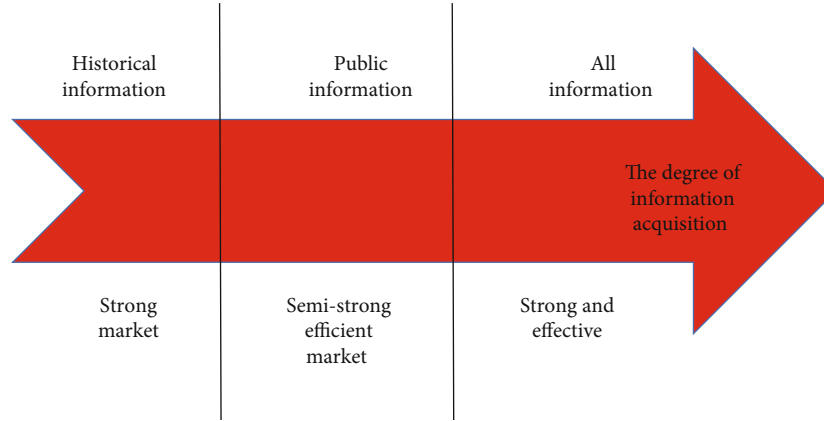 Historical
information
Public
information
All
information
The degree of
information
acquisition
Strong
market
Semi-strong
efficient
market
Strong and
effective